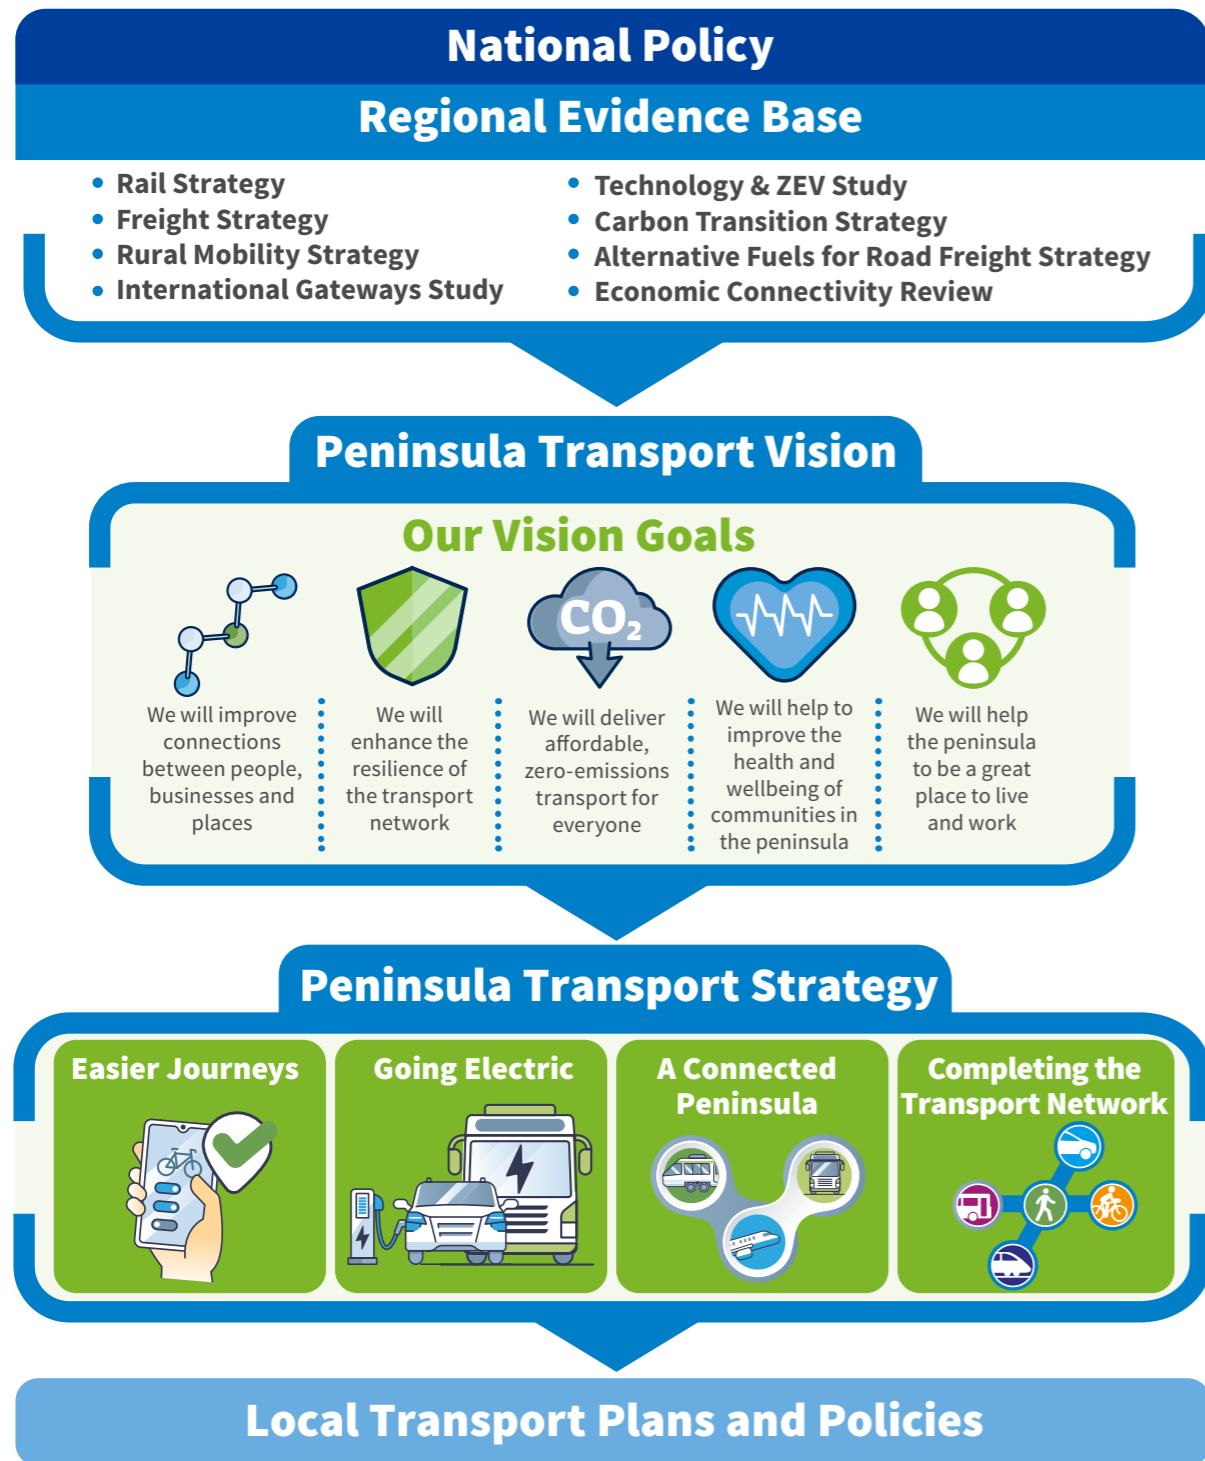 National Policy
Regional Evidence Base
• Rail Strategy
• Freight Strategy
• Rural Mobility Strategy
• International Gateways Study
• Technology & ZEV Study
• Carbon Transition Strategy
• Alternative Fuels for Road Freight Strategy
• Economic Connectivity Review
Peninsula Transport Vision
Our Vision Goals
CO₂
We will improve
connections
between people,
businesses and
places
We will
enhance the
resilience of
the transport
network
We will deliver
affordable,
zero-emissions
transport for
everyone
We will help to
improve the
health and
wellbeing of
communities in
the peninsula
We will help
the peninsula
to be a great
place to live
and work
Peninsula Transport Strategy
Easier Journeys
Going Electric
A Connected
Peninsula
Completing the
Transport Network
Local Transport Plans and Policies